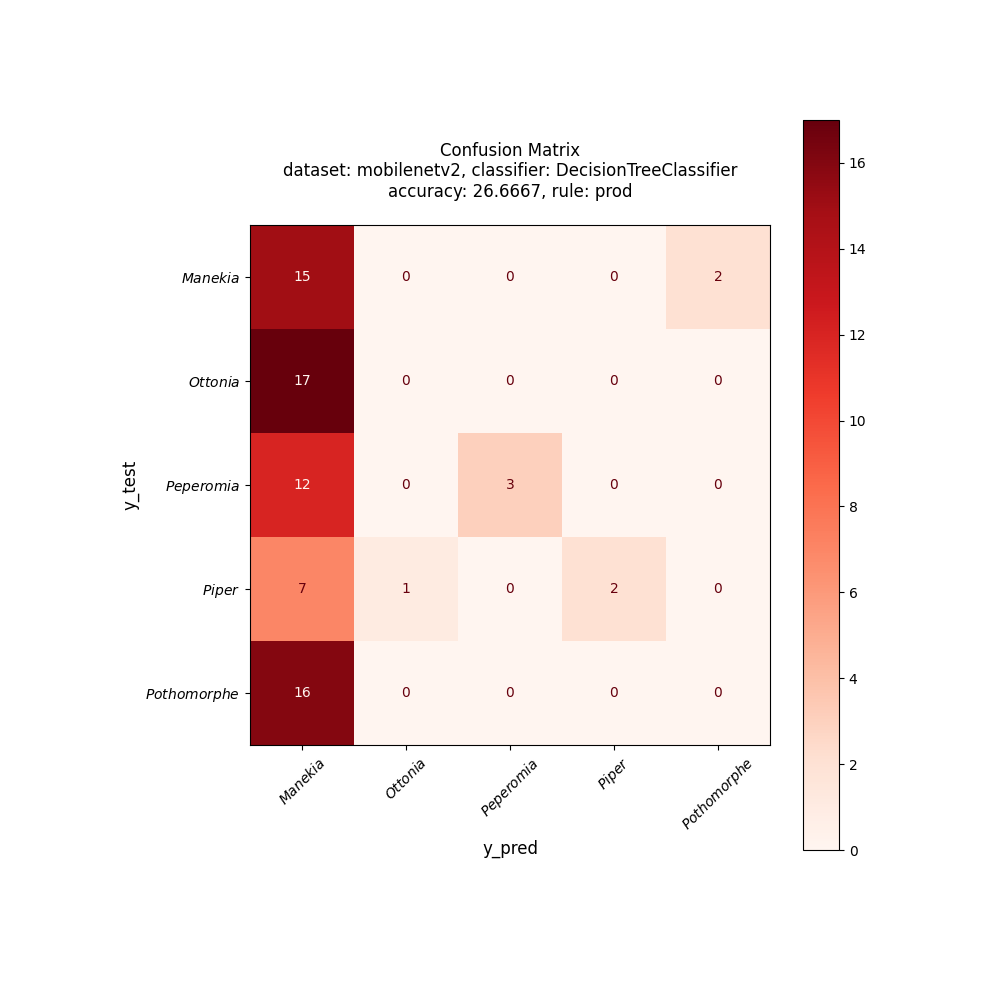 Confusion Matrix
dataset: mobilenetv2, classifier: DecisionTreeClassifier
accuracy: 26.6667, rule: prod
y_test
Manekia 15 0 0 0 2
Ottonia 17 0 0 0 0
Peperomia 12 0 3 0 0
Piper 7 1 0 2 0
Pothomorphe 16 0 0 0 0
Manekia Ottonia Peperomia Piper Pothomorphe
y_pred
16
14
12
10
8
6
4
2
0